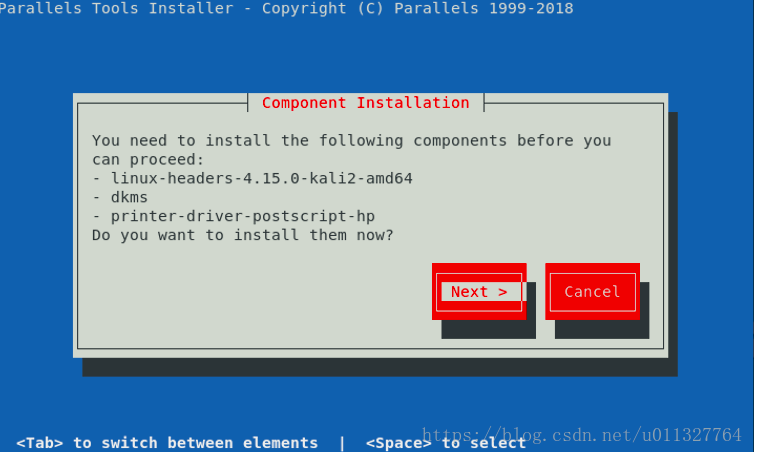 Parallels Tools Installer - Copyright (C) Parallels 1999-2018
Component Installation
You need to install the following components before you
can proceed:
- linux-headers-4.15.0-kali2-amd64
- dkms
- printer-driver-postscript-hp
Do you want to install them now?
Next > Cancel
<Tab> to switch between elements | <Space> to select
https://blog.csdn.net/u011327764